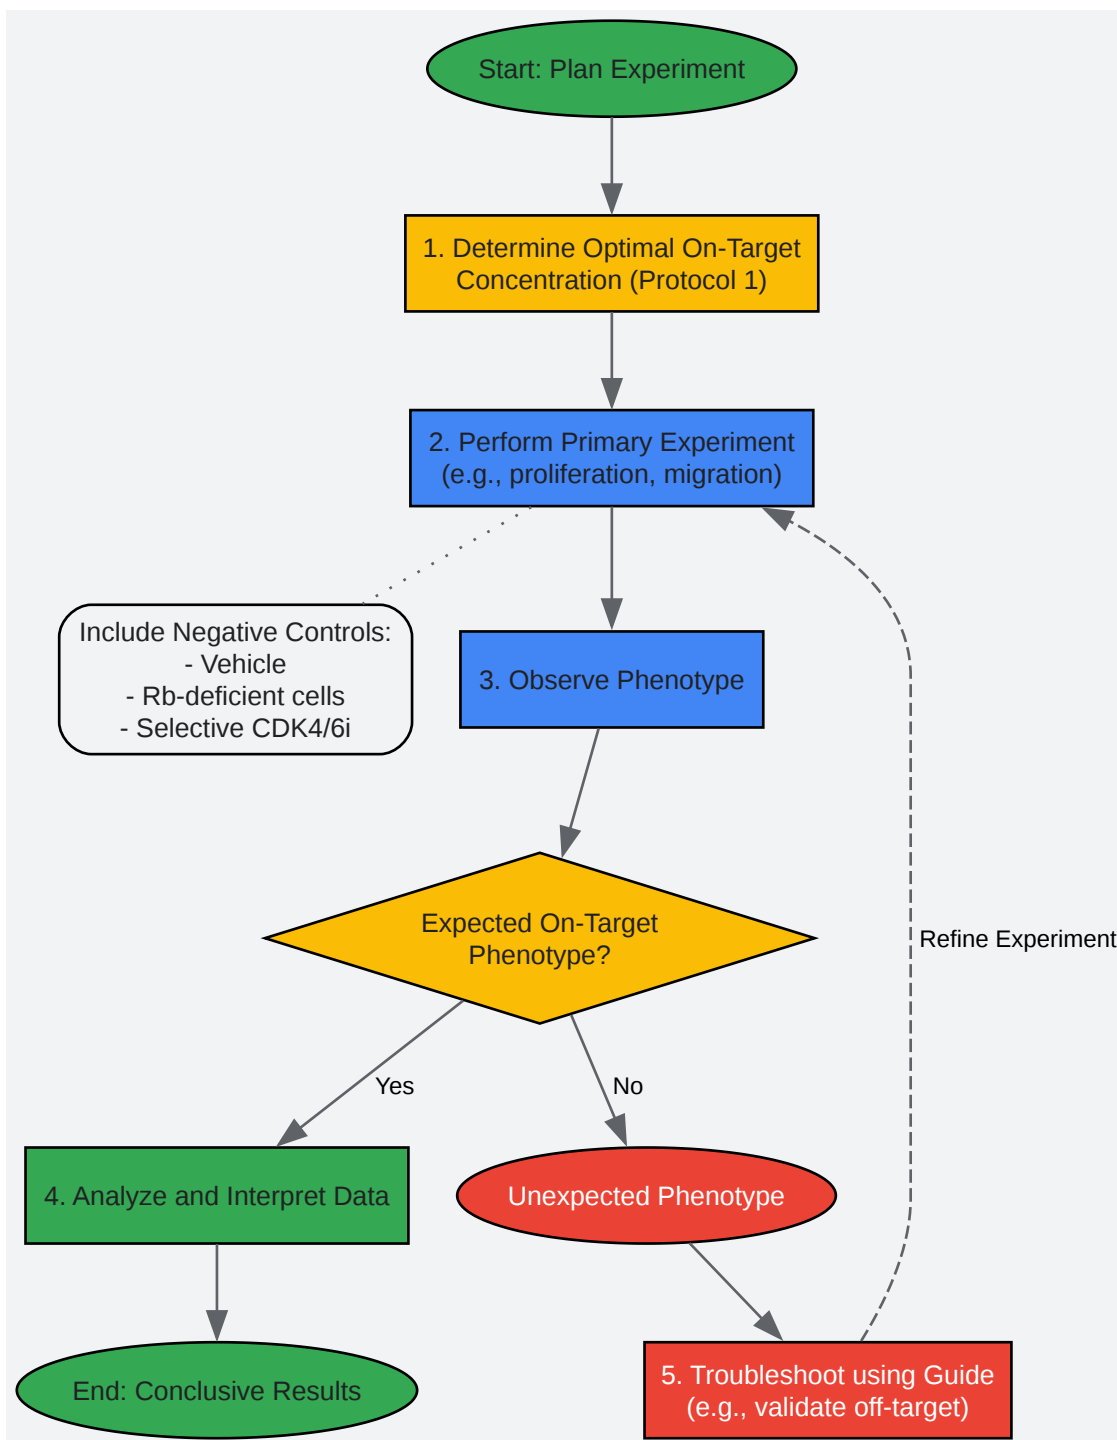 Start: Plan Experiment
1. Determine Optimal On-Target
Concentration (Protocol 1)
2. Perform Primary Experiment
(e.g., proliferation, migration)
Include Negative Controls:
- Vehicle
- Rb-deficient cells
- Selective CDK4/6i
3. Observe Phenotype
Expected On-Target
Phenotype?
Refine Experiment
Yes
No
4. Analyze and Interpret Data
Unexpected Phenotype
End: Conclusive Results
5. Troubleshoot using Guide
(e.g., validate off-target)